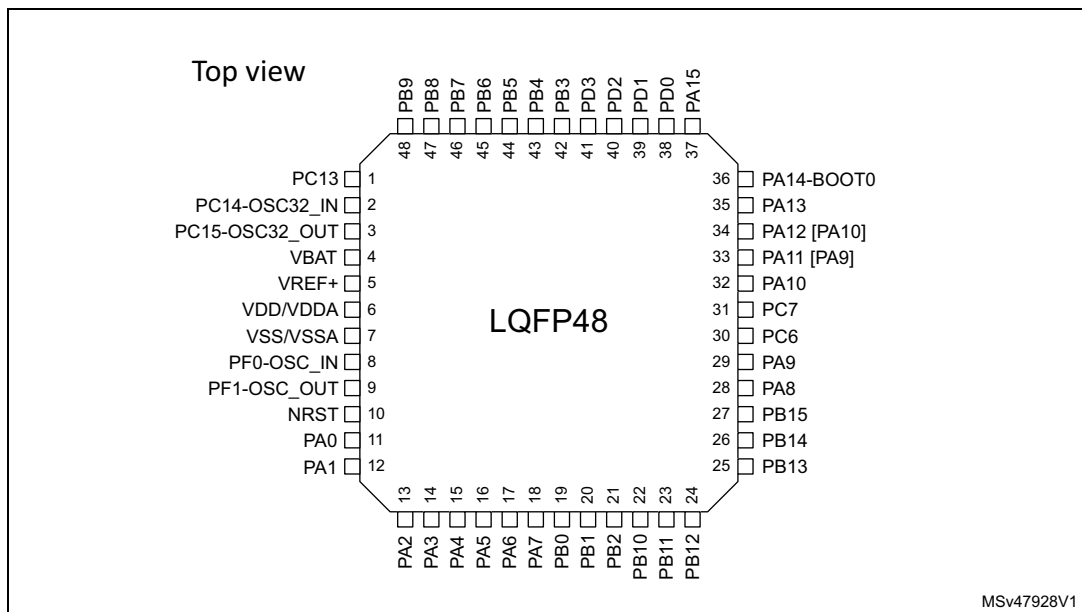 Top view
PB9
PB8
PB7
PB6
PB5
PB4
PB3
PD3
PD2
PD1
PD0
PA15
48
47
46
45
44
43
42
41
40
39
38
37
PC13 1
PC14-OSC32_IN 2
PC15-OSC32_OUT 3
VBAT 4
VREF+ 5
VDD/VDDA 6
VSS/VSSA 7
PF0-OSC_IN 8
PF1-OSC_OUT 9
NRST 10
PA0 11
PA1 12
LQFP48
36 PA14-BOOT0
35 PA13
34 PA12 [PA10]
33 PA11 [PA9]
32 PA10
31 PC7
30 PC6
29 PA9
28 PA8
27 PB15
26 PB14
25 PB13
13
14
15
16
17
18
19
20
21
22
23
24
PA2
PA3
PA4
PA5
PA6
PA7
PB0
PB1
PB2
PB10
PB11
PB12
MSv47928V1